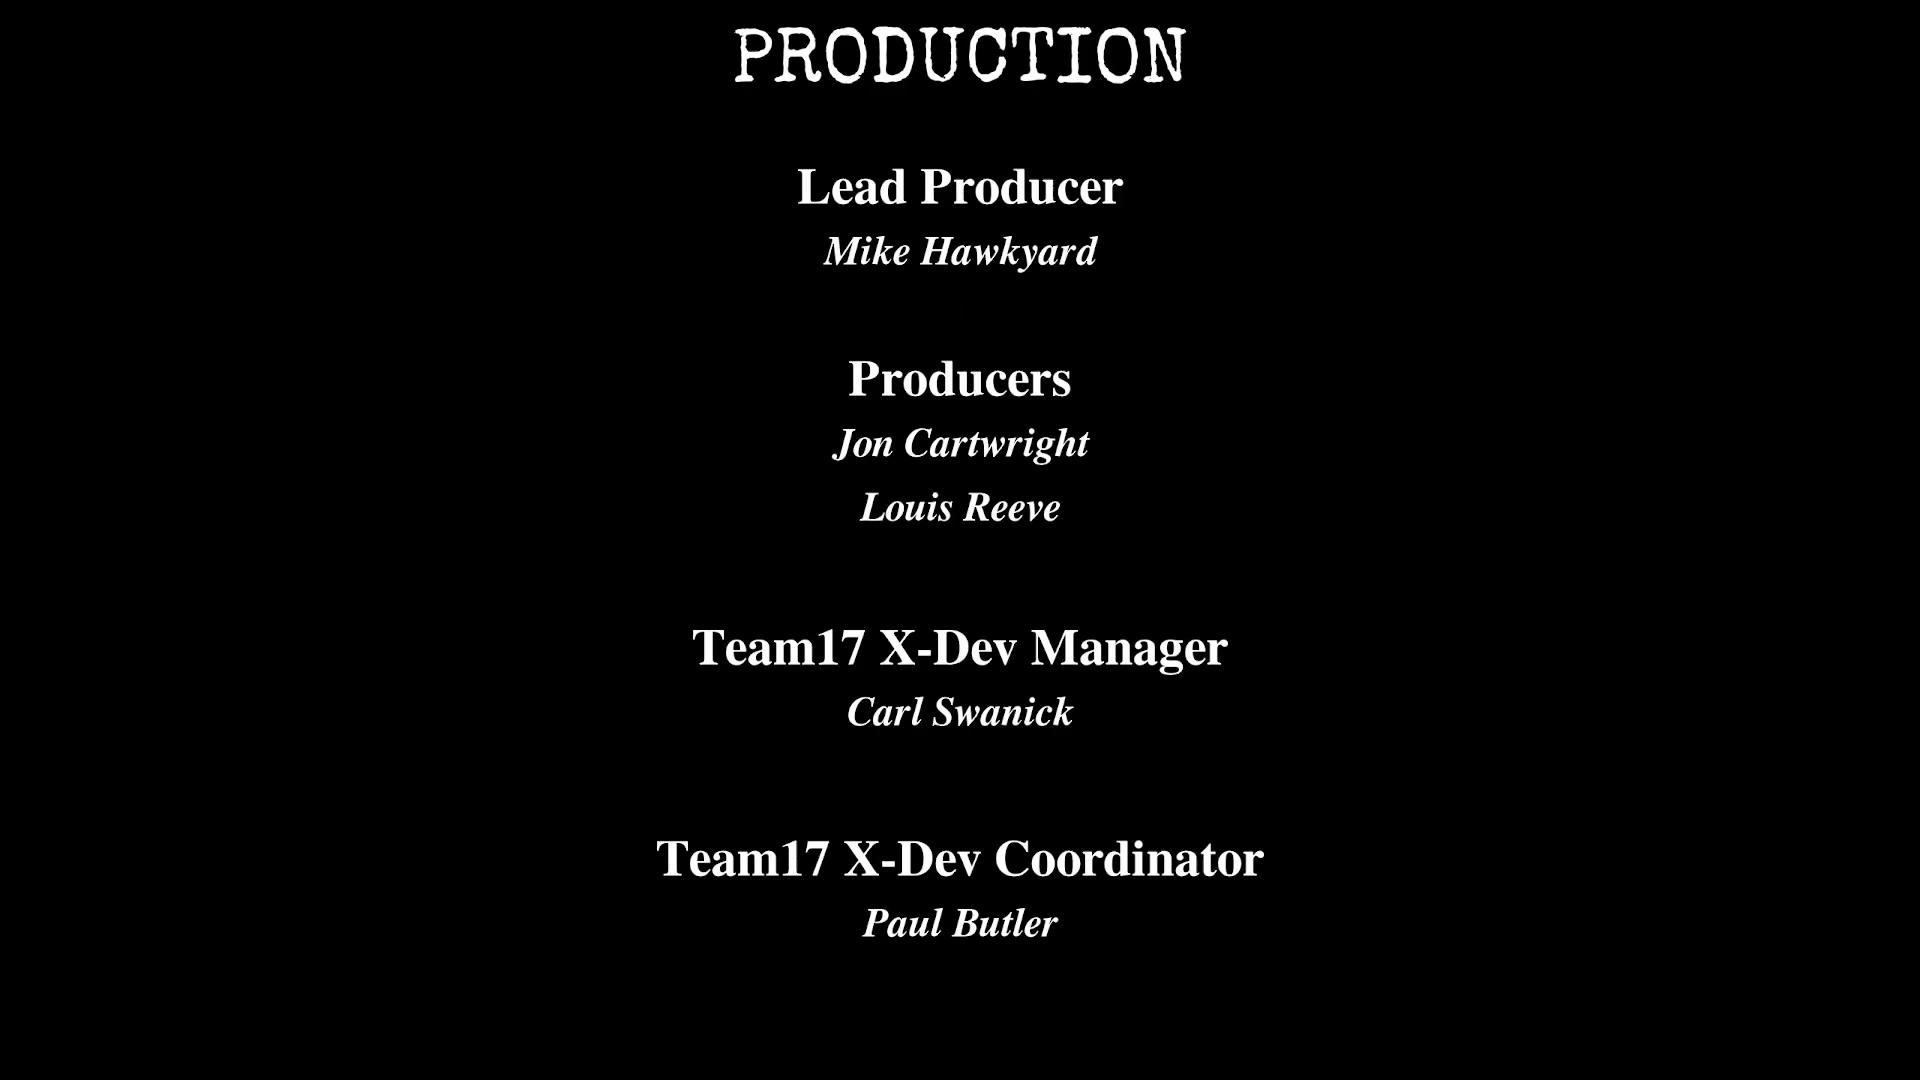 PRODUCTION
Lead Producer
Mike Hawkyard
Producers
Jon Cartwright
Louis Reeve
Team17 X-Dev Manager
Carl Swanick
Team17 X-Dev Coordinator
Paul Butler